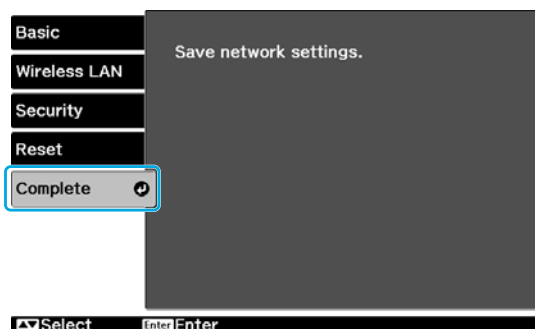 Basic
Save network settings.
Wireless LAN
Security
Reset
Complete
Select Enter Enter